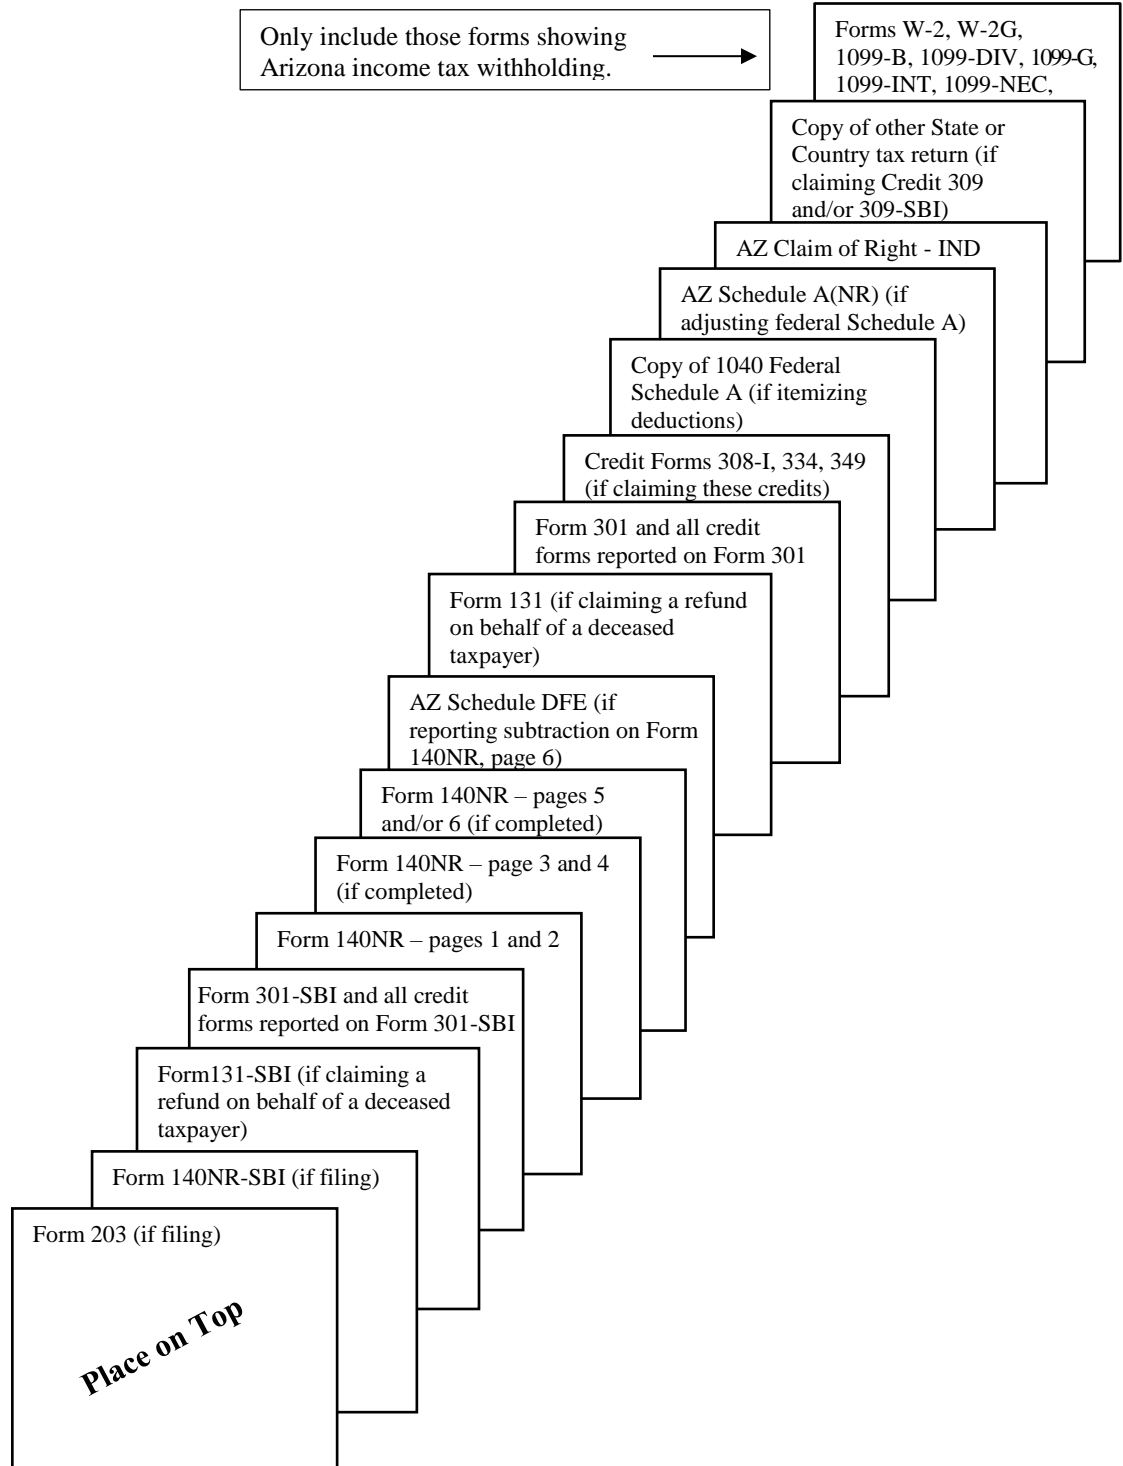 Only include those forms showing
Arizona income tax withholding.
Forms W-2, W-2G,
1099-B, 1099-DIV, 1099-G,
1099-INT, 1099-NEC,
Copy of other State or
Country tax return (if
claiming Credit 309
and/or 309-SBI)
AZ Claim of Right - IND
AZ Schedule A(NR) (if
adjusting federal Schedule A)
Copy of 1040 Federal
Schedule A (if itemizing
deductions)
Credit Forms 308-I, 334, 349
(if claiming these credits)
Form 301 and all credit
forms reported on Form 301
Form 131 (if claiming a refund
on behalf of a deceased
taxpayer)
AZ Schedule DFE (if
reporting subtraction on Form
140NR, page 6)
Form 140NR – pages 5
and/or 6 (if completed)
Form 140NR – page 3 and 4
(if completed)
Form 140NR – pages 1 and 2
Form 301-SBI and all credit
forms reported on Form 301-SBI
Form131-SBI (if claiming a
refund on behalf of a deceased
taxpayer)
Form 140NR-SBI (if filing)
Form 203 (if filing)
Place on Top